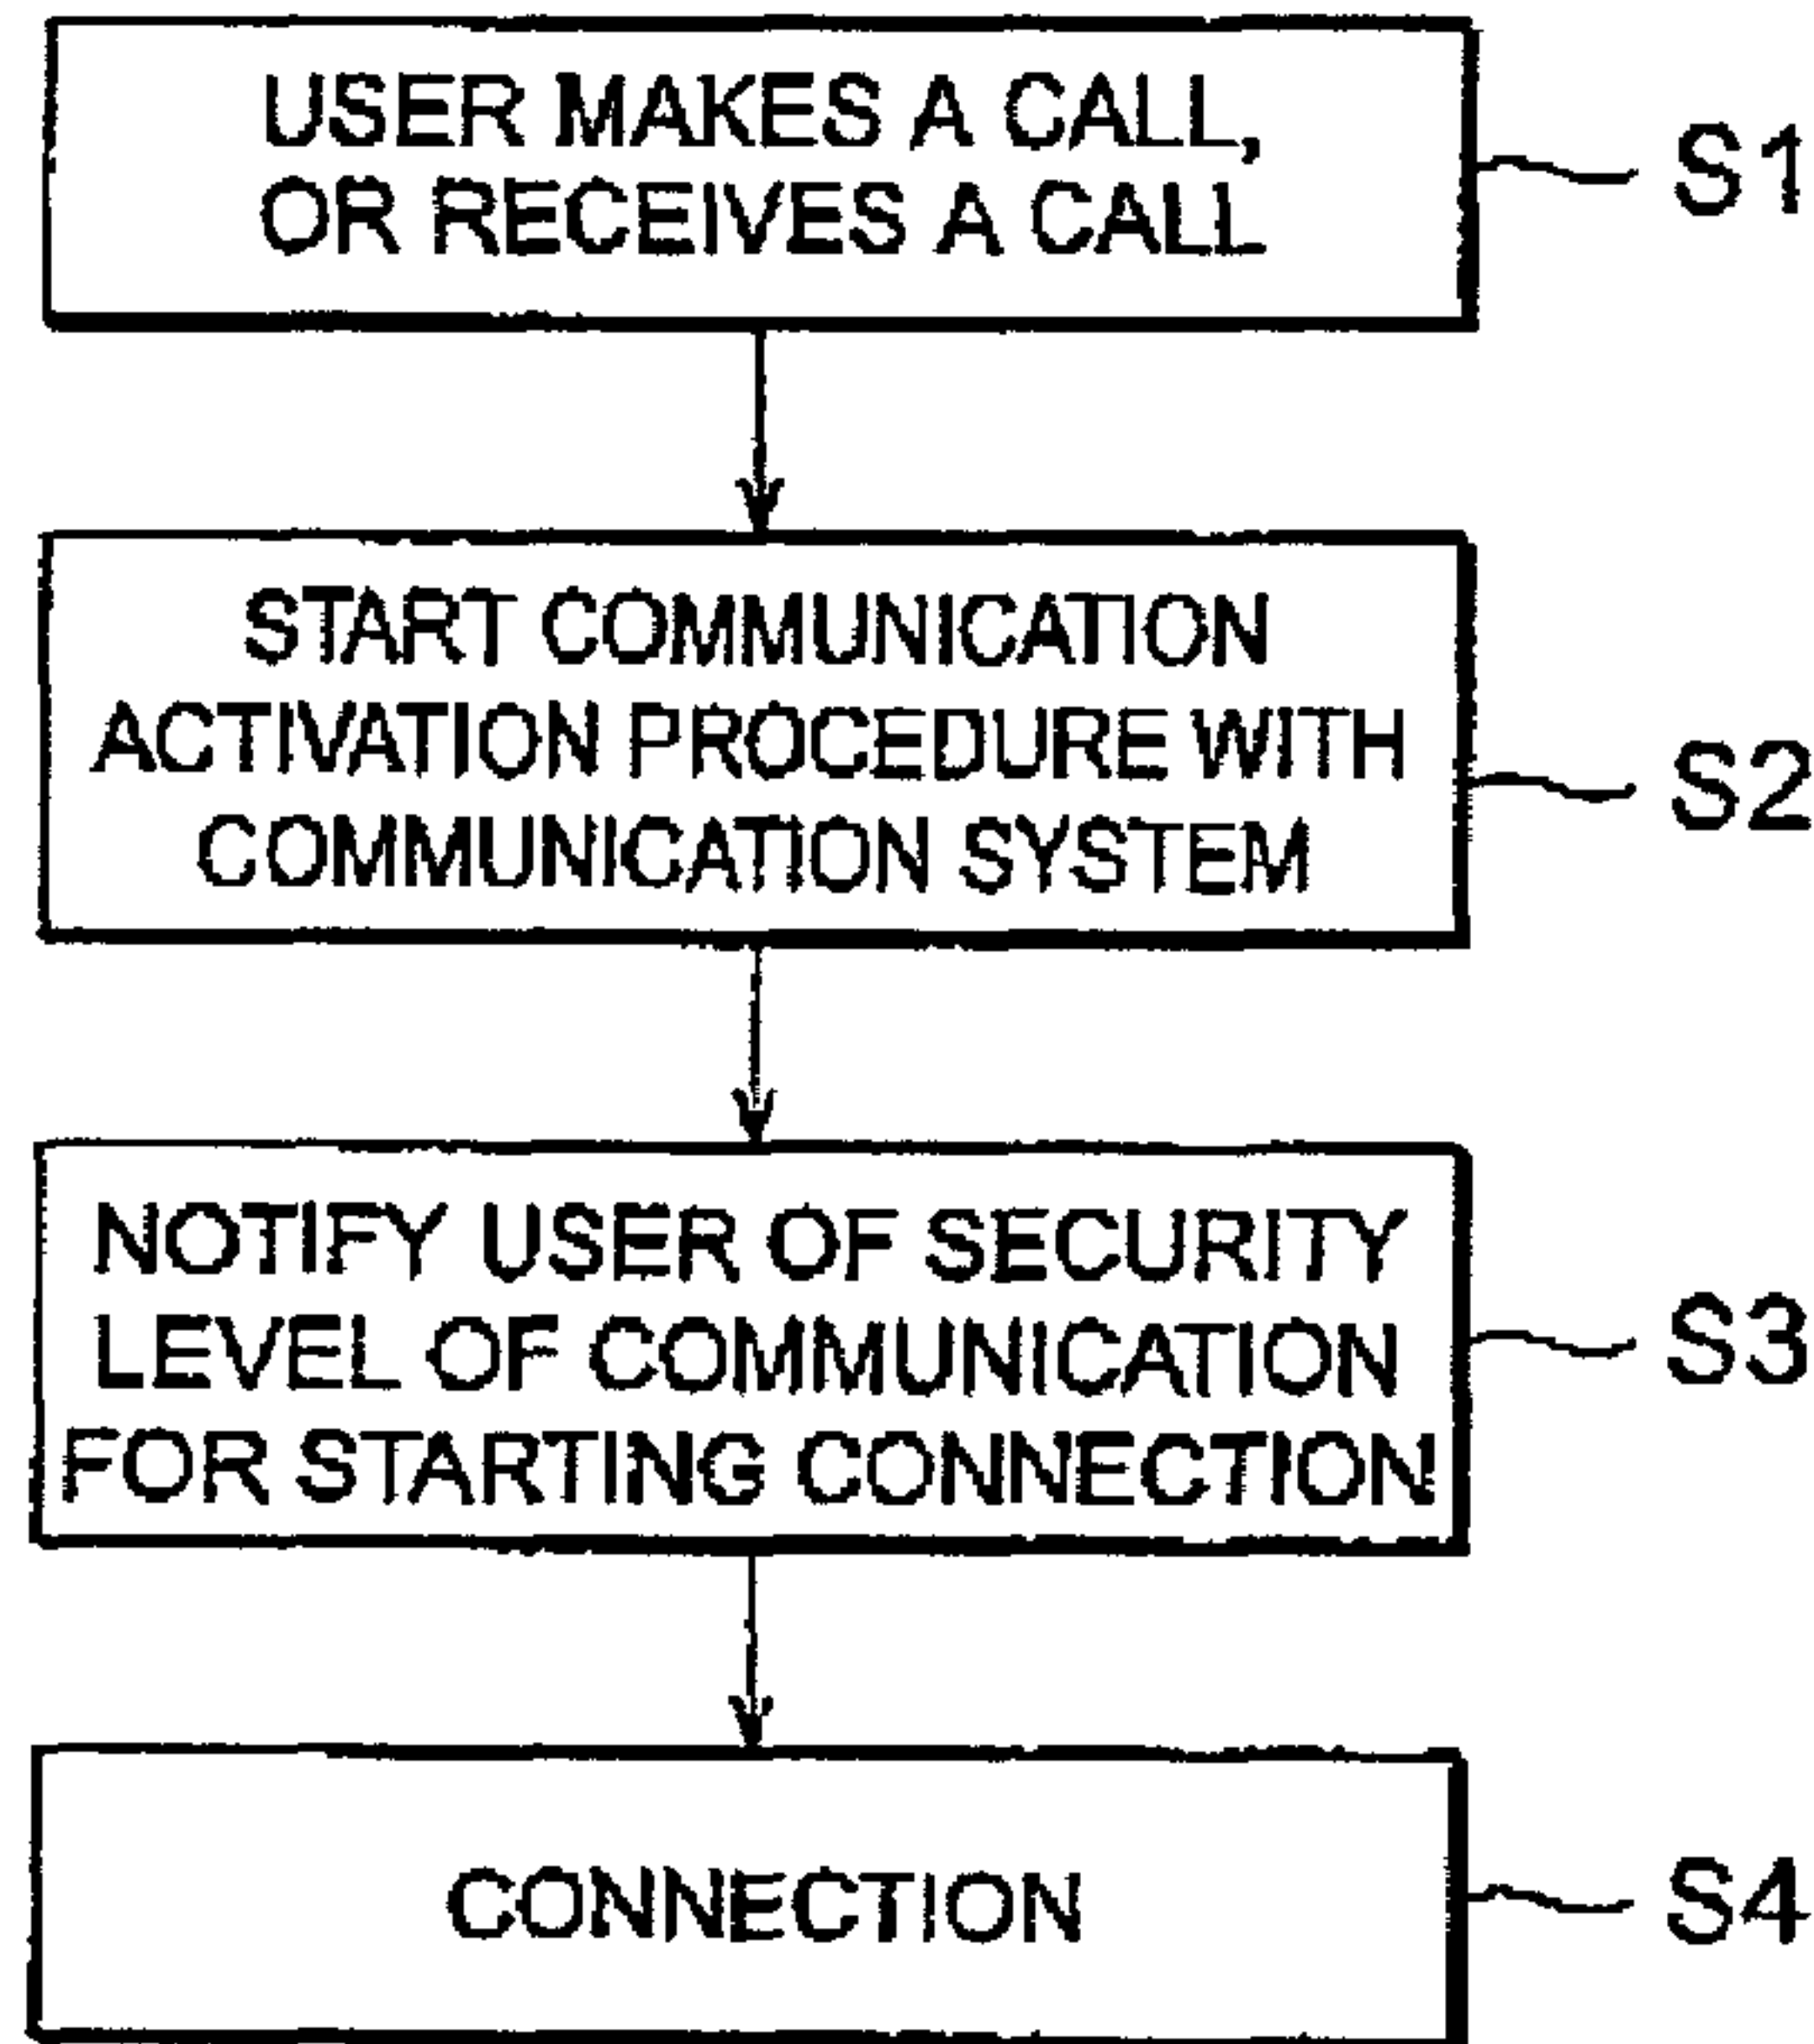 USER MAKES A CALL,
OR RECEIVES A CALL
S1
START COMMUNICATION
ACTIVATION PROCEDURE WITH
COMMUNICATION SYSTEM
S2
NOTIFY USER OF SECURITY
LEVEL OF COMMUNICATION
FOR STARTING CONNECTION
S3
CONNECTION
S4